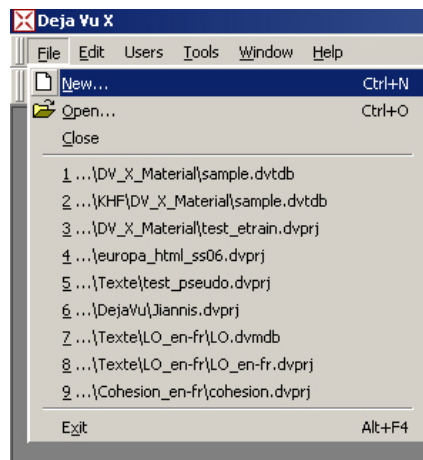 Deja Vu X
File Edit Users Tools Window Help
New... Ctrl+N
Open... Ctrl+O
Close
1 ...\DV_X_Material\sample.dvtdb
2 ...\KHF\DV_X_Material\sample.dvtdb
3 ...\DV_X_Material\test_etrain.dvprj
4 ...\europa_html_ss06.dvprj
5 ...\Texte\test_pseudo.dvprj
6 ...\DejaVu\Jiannis.dvprj
7 ...\Texte\LO_en-fr\LO.dvmdb
8 ...\Texte\LO_en-fr\LO_en-fr.dvprj
9 ...\Cohesion_en-fr\cohesion.dvprj
Exit Alt+F4